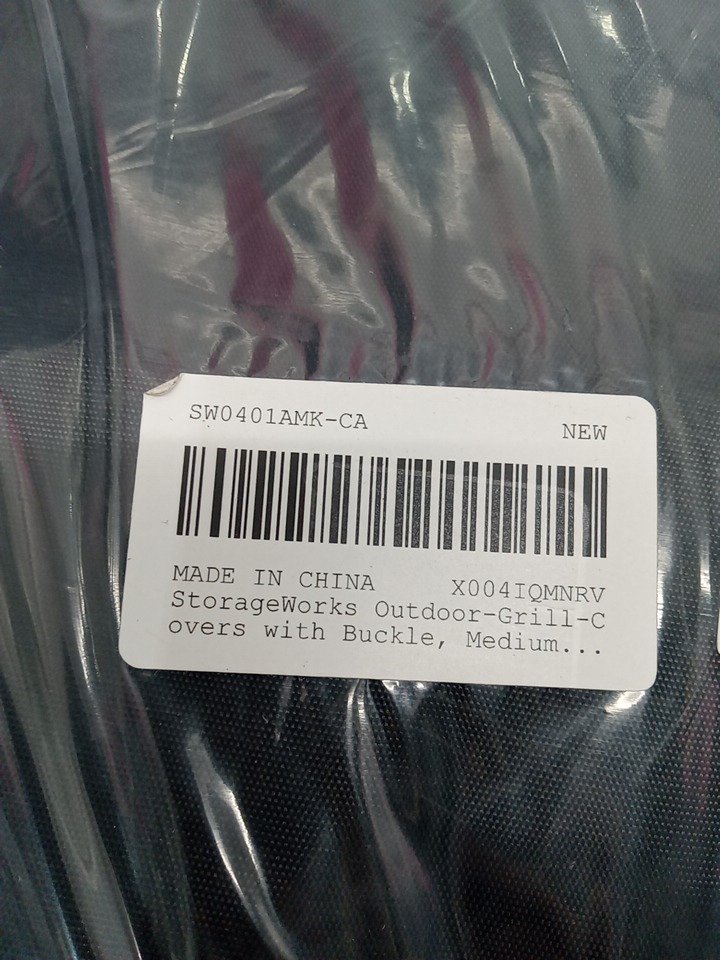 SW0401AMK-CA
NEW
MADE IN CHINA X004IQMNRV
StorageWorks Outdoor-Grill-C
overs with Buckle, Medium...